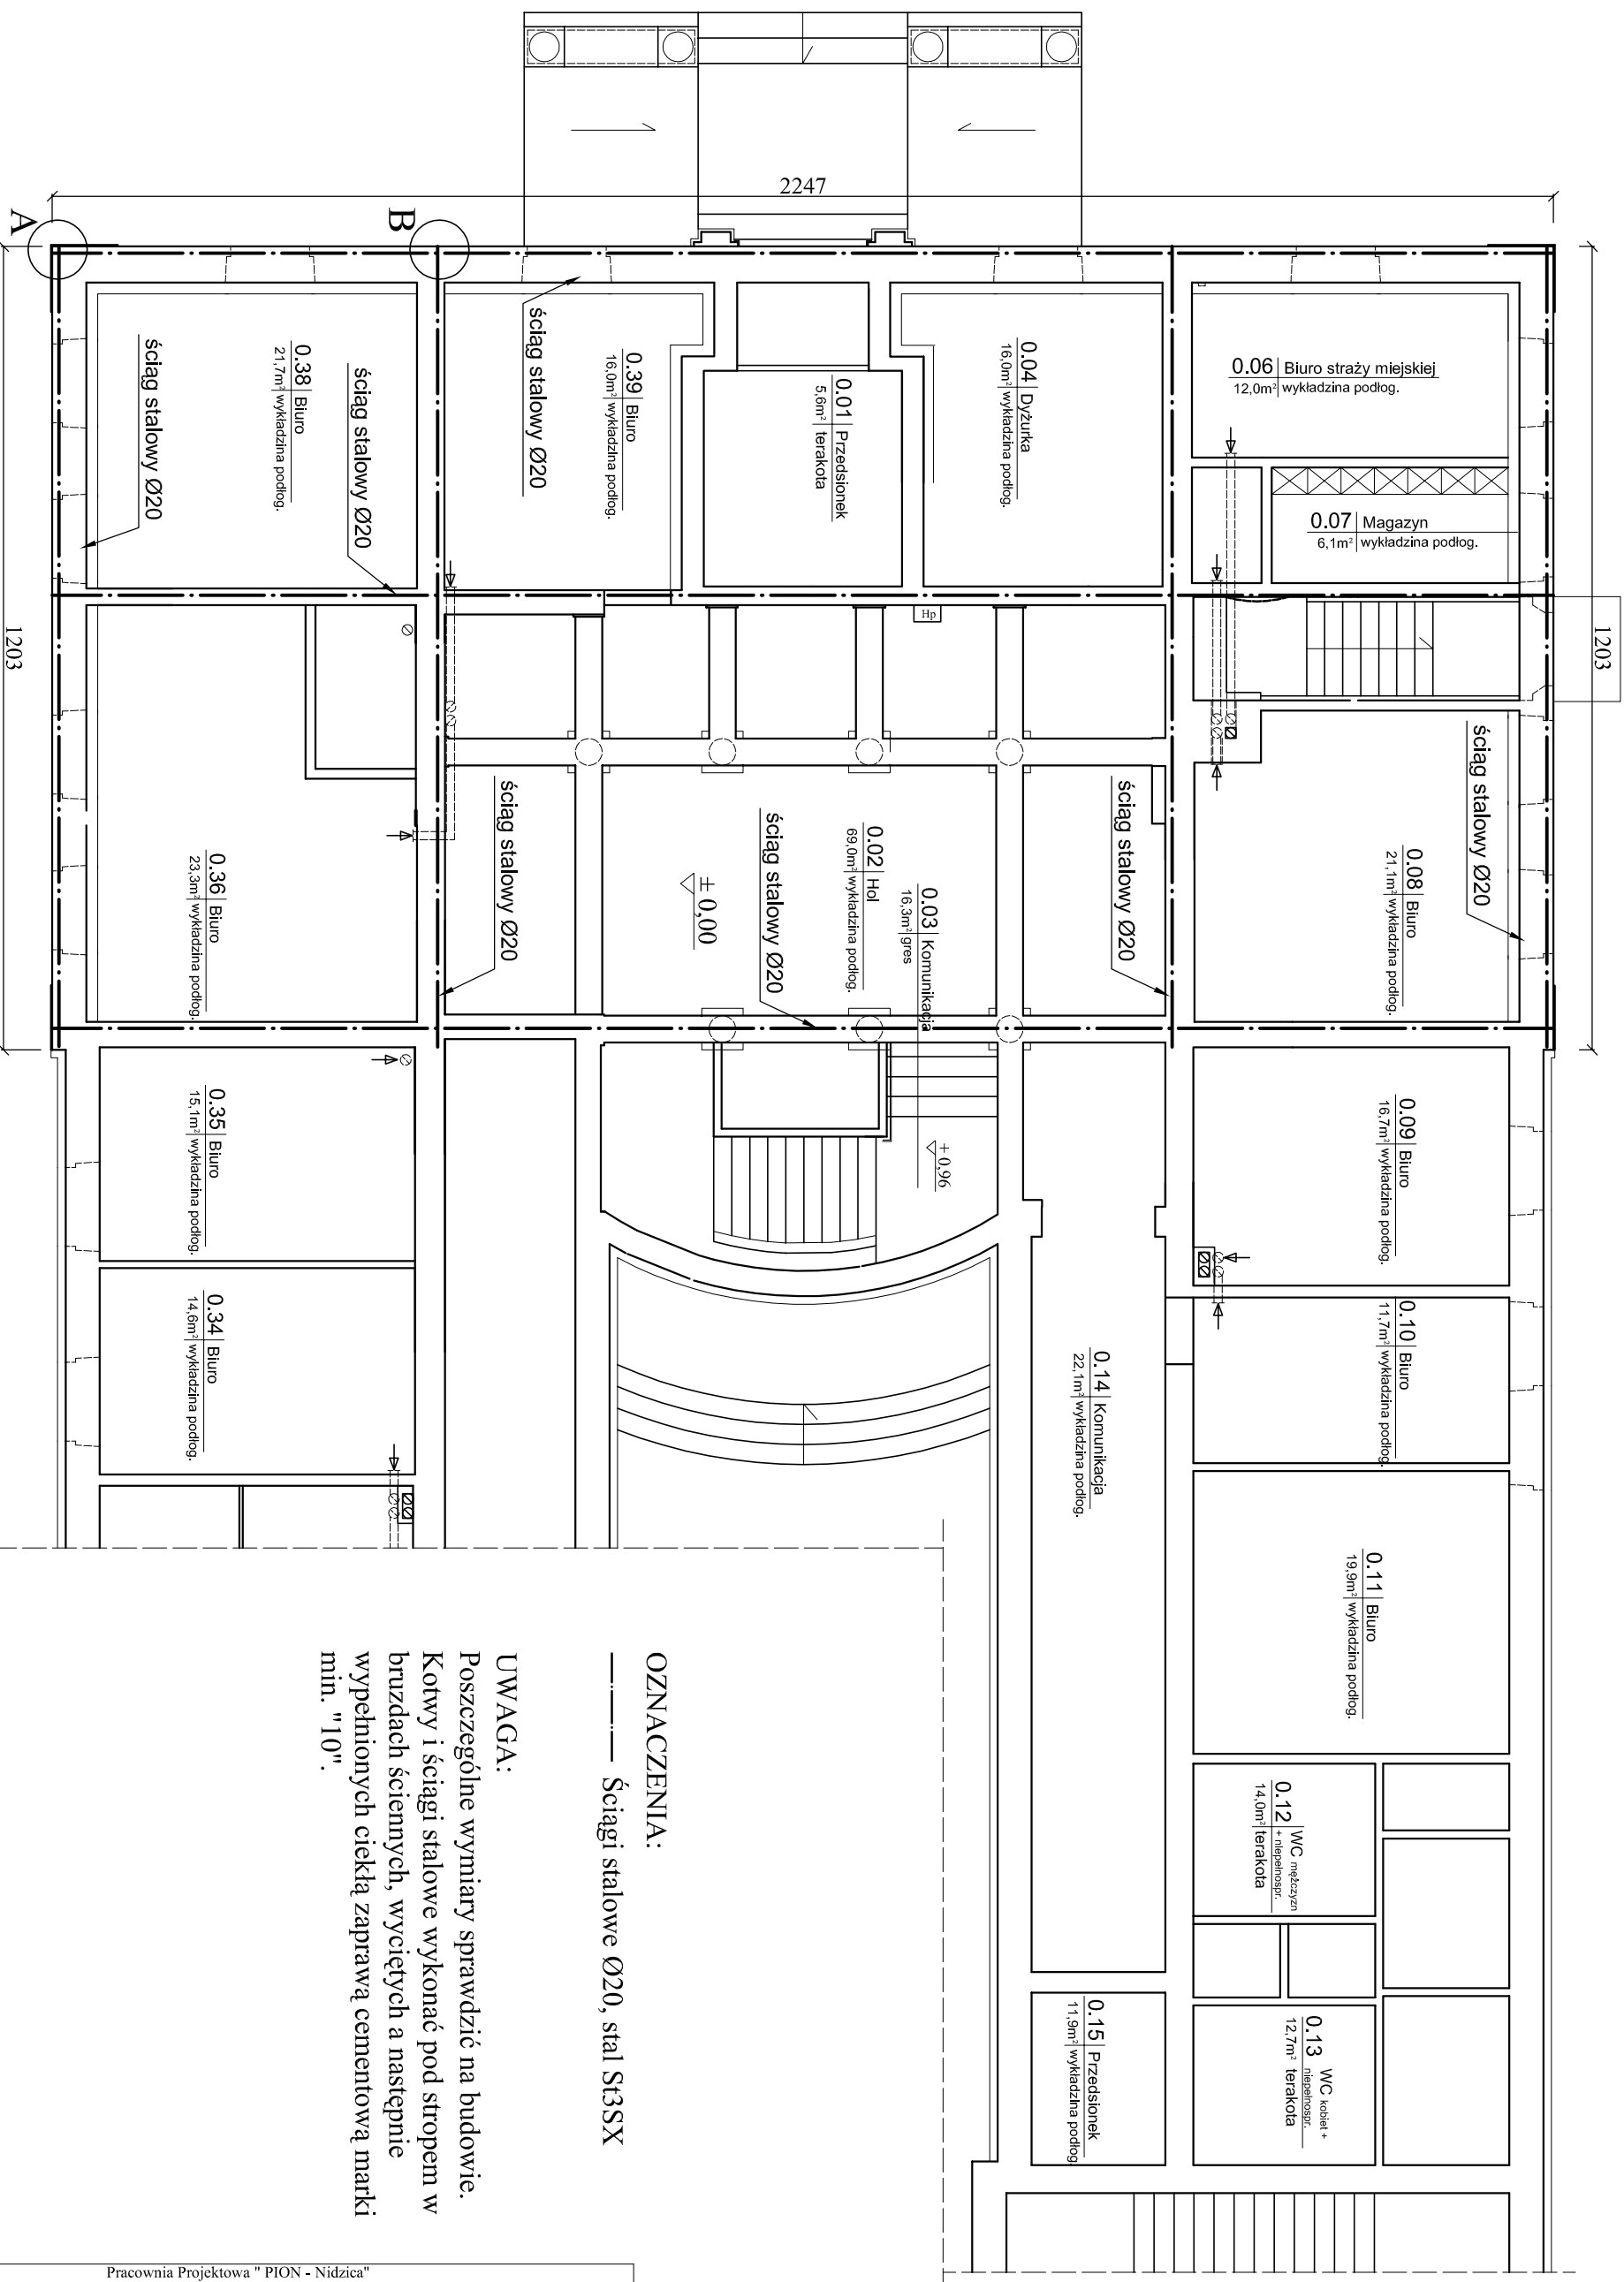 2247
A
B
1203
1203
0.06 Biuro straży miejskiej
12,0m² wykładzina podłog.
0.07 Magazyn
6,1m² wykładzina podłog.
0.04 Dyżurka
16,0m² wykładzina podłog.
0.01 Przedsionek
5,6m² terakota
0.39 Biuro
16,0m² wykładzina podłog.
ściąg stalowy Ø20
0.38 Biuro
21,7m² wykładzina podłog.
ściąg stalowy Ø20
ściąg stalowy Ø20
Hp
ściąg stalowy Ø20
0.08 Biuro
21,1m² wykładzina podłog.
ściąg stalowy Ø20
0.03 Komunikacja
16,3m² gres
0.02 Hol
69,0m² wykładzina podłog.
ściąg stalowy Ø20
± 0,00
ściąg stalowy Ø20
0.36 Biuro
23,3m² wykładzina podłog.
+ 0,96
0.09 Biuro
16,7m² wykładzina podłog.
0.10 Biuro
11,7m² wykładzina podłog.
0.35 Biuro
15,1m² wykładzina podłog.
0.34 Biuro
14,6m² wykładzina podłog.
0.14 Komunikacja
22,1m² wykładzina podłog.
0.11 Biuro
19,9m² wykładzina podłog.
0.12 WC mężczyzn
+ niepełnospr.
14,0m² terakota
0.13 WC kobiet +
niepełnospr.
12,7m² terakota
0.15 Przedsionek
11,9m² wykładzina podłog.
OZNACZENIA:
Ściągi stalowe Ø20, stal St3SX
UWAGA:
Poszczególne wymiary sprawdzić na budowie.
Kotwy i ściągi stalowe wykonać pod stropem w
bruzdach ściennych, wyciętych a następnie
wypełnionych ciekłą zaprawą cementową marki
min. "10".
Pracownia Projektowa " PION - Nidzica"